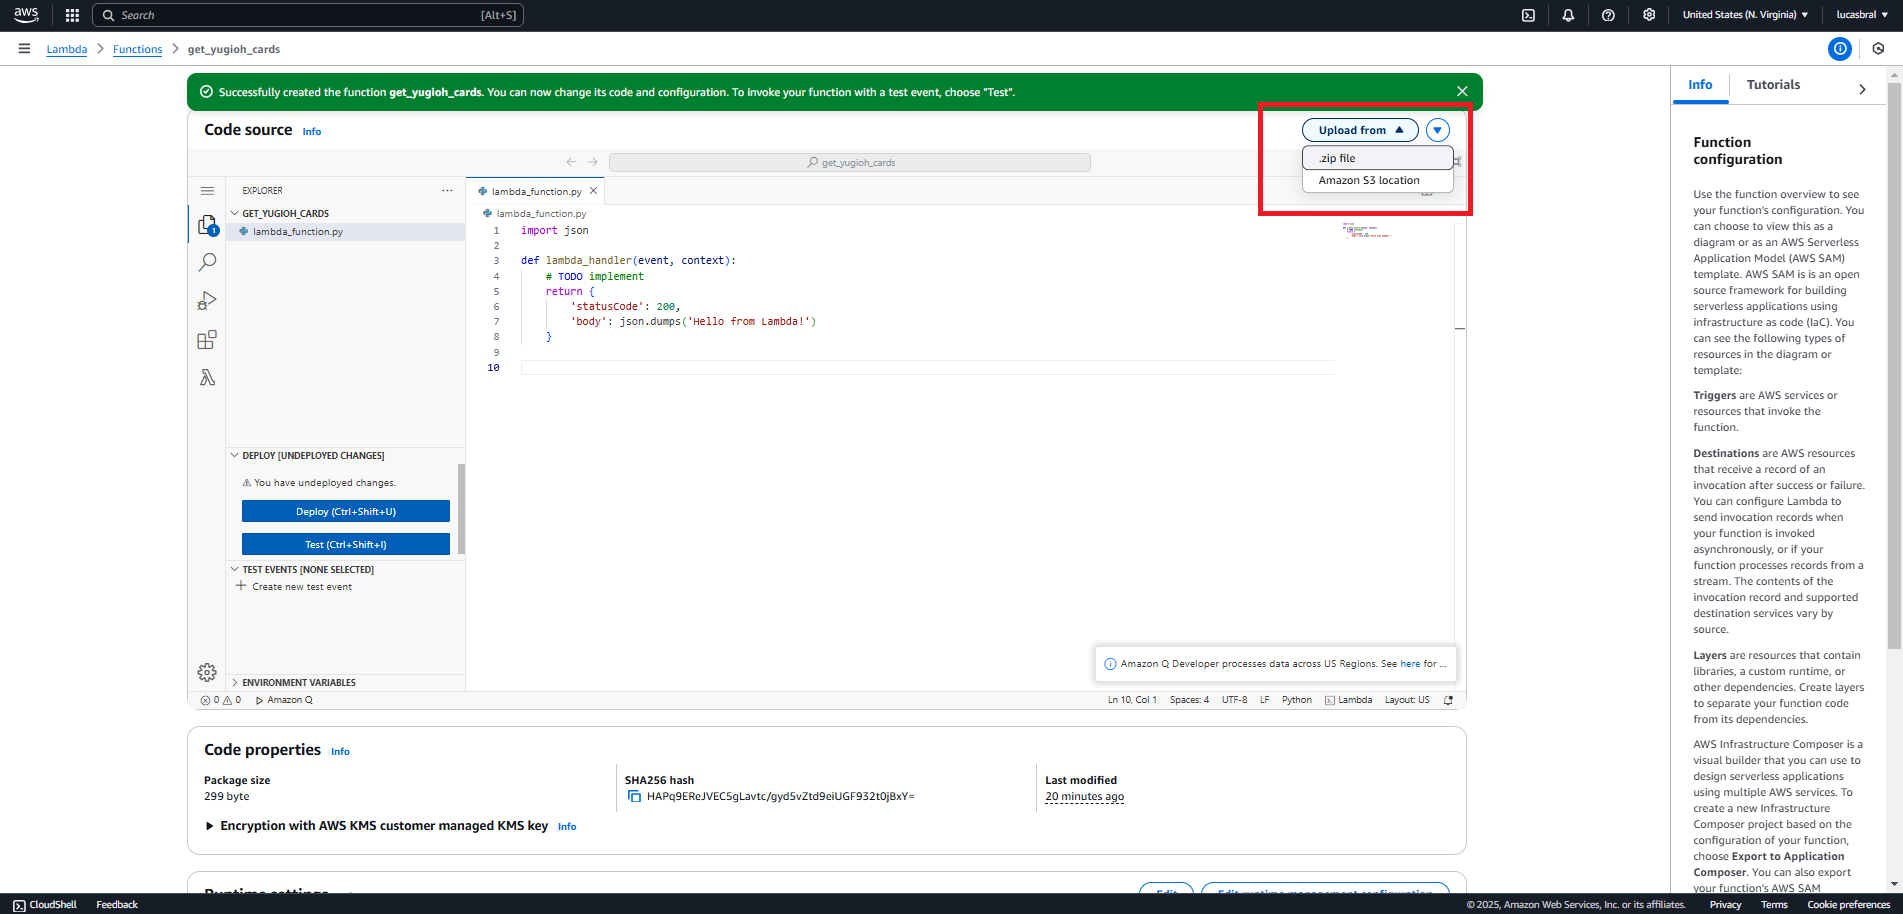 aws
Search
[Alt+S]
United States (N. Virginia)
lucasbral
Lambda
Functions
get_yugioh_cards
Successfully created the function get_yugioh_cards. You can now change its code and configuration. To invoke your function with a test event, choose "Test".
Code source
Info
Upload from
.zip file
Amazon S3 location
get_yugioh_cards
EXPLORER
GET_YUGIOH_CARDS
1
lambda_function.py
DEPLOY [UNDEPLOYED CHANGES]
You have undeployed changes.
Deploy (Ctrl+Shift+U)
Test (Ctrl+Shift+I)
TEST EVENTS [NONE SELECTED]
Create new test event
ENVIRONMENT VARIABLES
lambda_function.py
lambda_function.py
1 import json
2
3 def lambda_handler(event, context):
4 # TODO implement
5 return {
6 'statusCode': 200,
7 'body': json.dumps('Hello from Lambda!')
8 }
9
10
Amazon Q Developer processes data across US Regions. See here for ...
0 0 Amazon Q
Ln 10, Col 1 Spaces: 4 UTF-8 LF Python Lambda Layout: US
Code properties
Info
Package size
299 byte
SHA256 hash
HAPq9EReJVEC5gLavtc/gyd5vZtd9eiUGF932t0jBxY=
Last modified
20 minutes ago
Encryption with AWS KMS customer managed KMS key
Info
Runtime settings
Edit
Edit runtime management configuration
Info
Tutorials
Function
configuration
Use the function overview to see
your function's configuration. You
can choose to view this as a
diagram or as an AWS Serverless
Application Model (AWS SAM)
template. AWS SAM is is an open
source framework for building
serverless applications using
infrastructure as code (IaC). You
can see the following types of
resources in the diagram or
template:
Triggers are AWS services or
resources that invoke the
function.
Destinations are AWS resources
that receive a record of an
invocation after success or failure.
You can configure Lambda to
send invocation records when
your function is invoked
asynchronously, or if your
function processes records from a
stream. The contents of the
invocation record and supported
destination services vary by
source.
Layers are resources that contain
libraries, a custom runtime, or
other dependencies. Create layers
to separate your function code
from its dependencies.
AWS Infrastructure Composer is a
visual builder that you can use to
design serverless applications
using multiple AWS services. To
create a new Infrastructure
Composer project based on the
configuration of your function,
choose Export to Application
Composer. You can also export
your function's AWS SAM
CloudShell
Feedback
© 2025, Amazon Web Services, Inc. or its affiliates.
Privacy
Terms
Cookie preferences